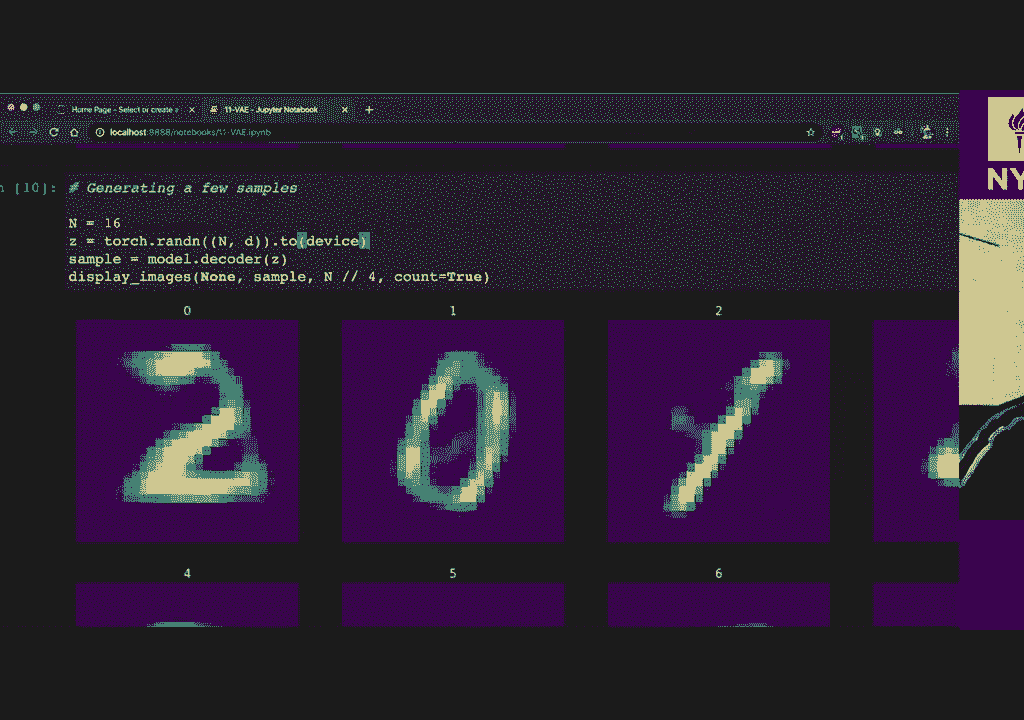 Home Page - Select or create a
11-VAE - Jupyter Notebook
localhost:8888/notebooks/11-VAE.ipynb
n [10]:
# Generating a few samples
N = 16
z = torch.randn((N, d)).to(device)
sample = model.decoder(z)
display_images(None, sample, N // 4, count=True)
0 1 2
4 5 6
NY